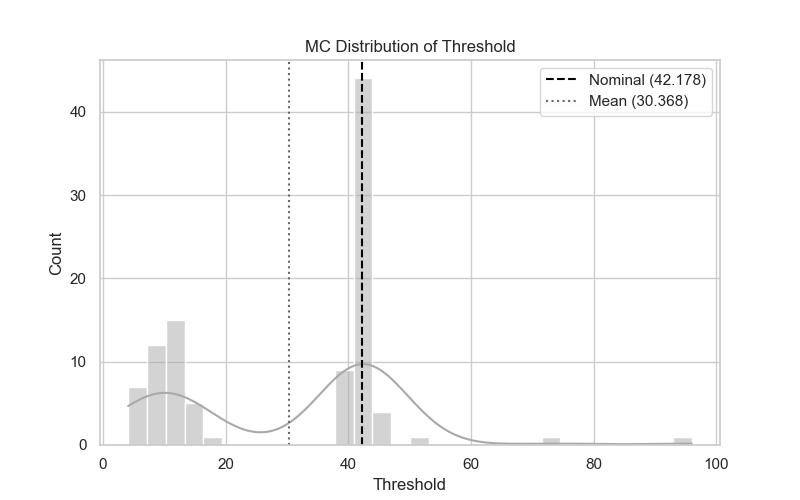 MC Distribution of Threshold
Nominal (42.178)
Mean (30.368)
Count
40
30
20
10
0
0 20 40 60 80 100
Threshold